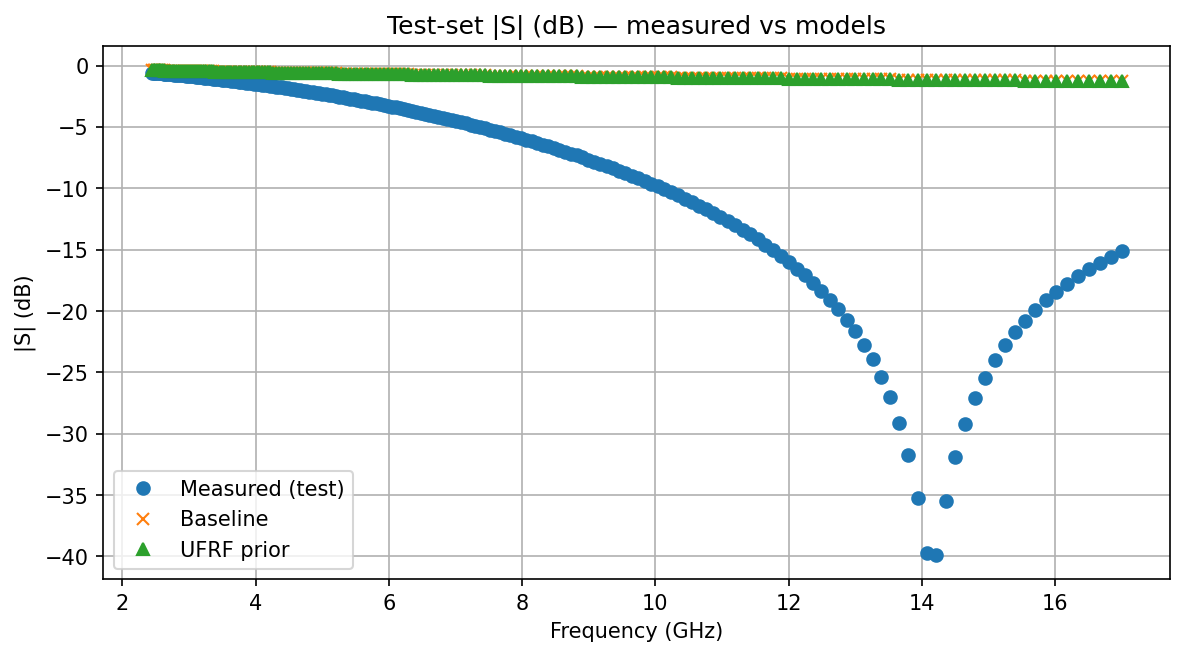 Test-set |S| (dB) — measured vs models
|S| (dB)
0
−5
−10
−15
−20
−25
−30
−35
−40
Measured (test)
Baseline
UFRF prior
2 4 6 8 10 12 14 16
Frequency (GHz)